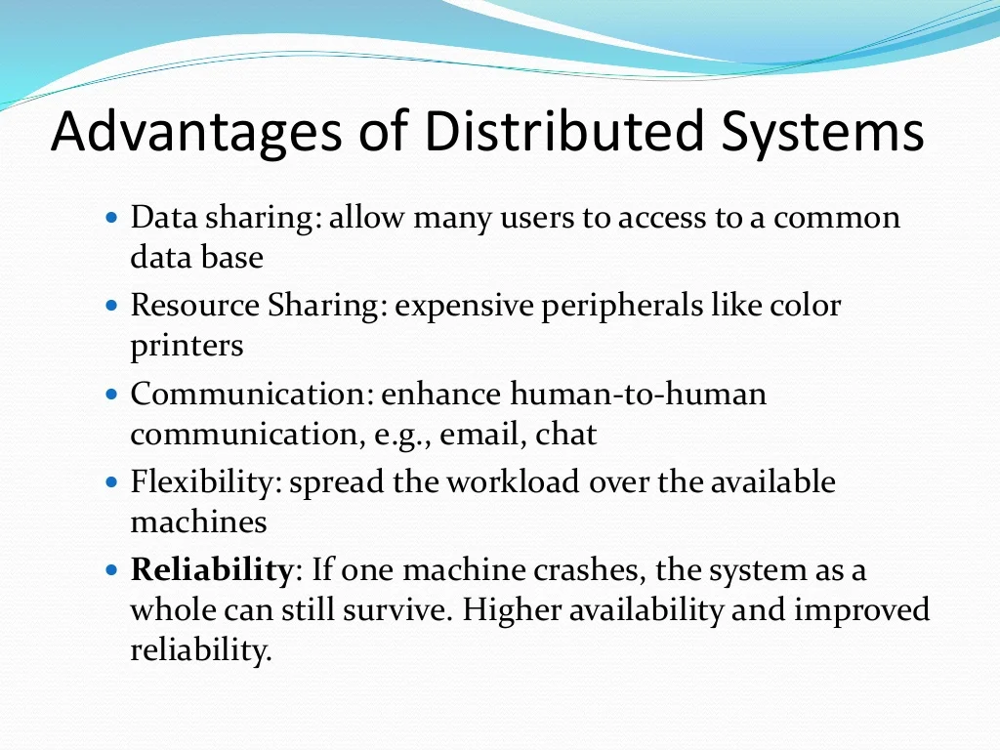 Advantages of Distributed Systems
Data sharing: allow many users to access to a common
data base
Resource Sharing: expensive peripherals like color
printers
Communication: enhance human-to-human
communication, e.g., email, chat
Flexibility: spread the workload over the available
machines
Reliability: If one machine crashes, the system as a
whole can still survive. Higher availability and improved
reliability.